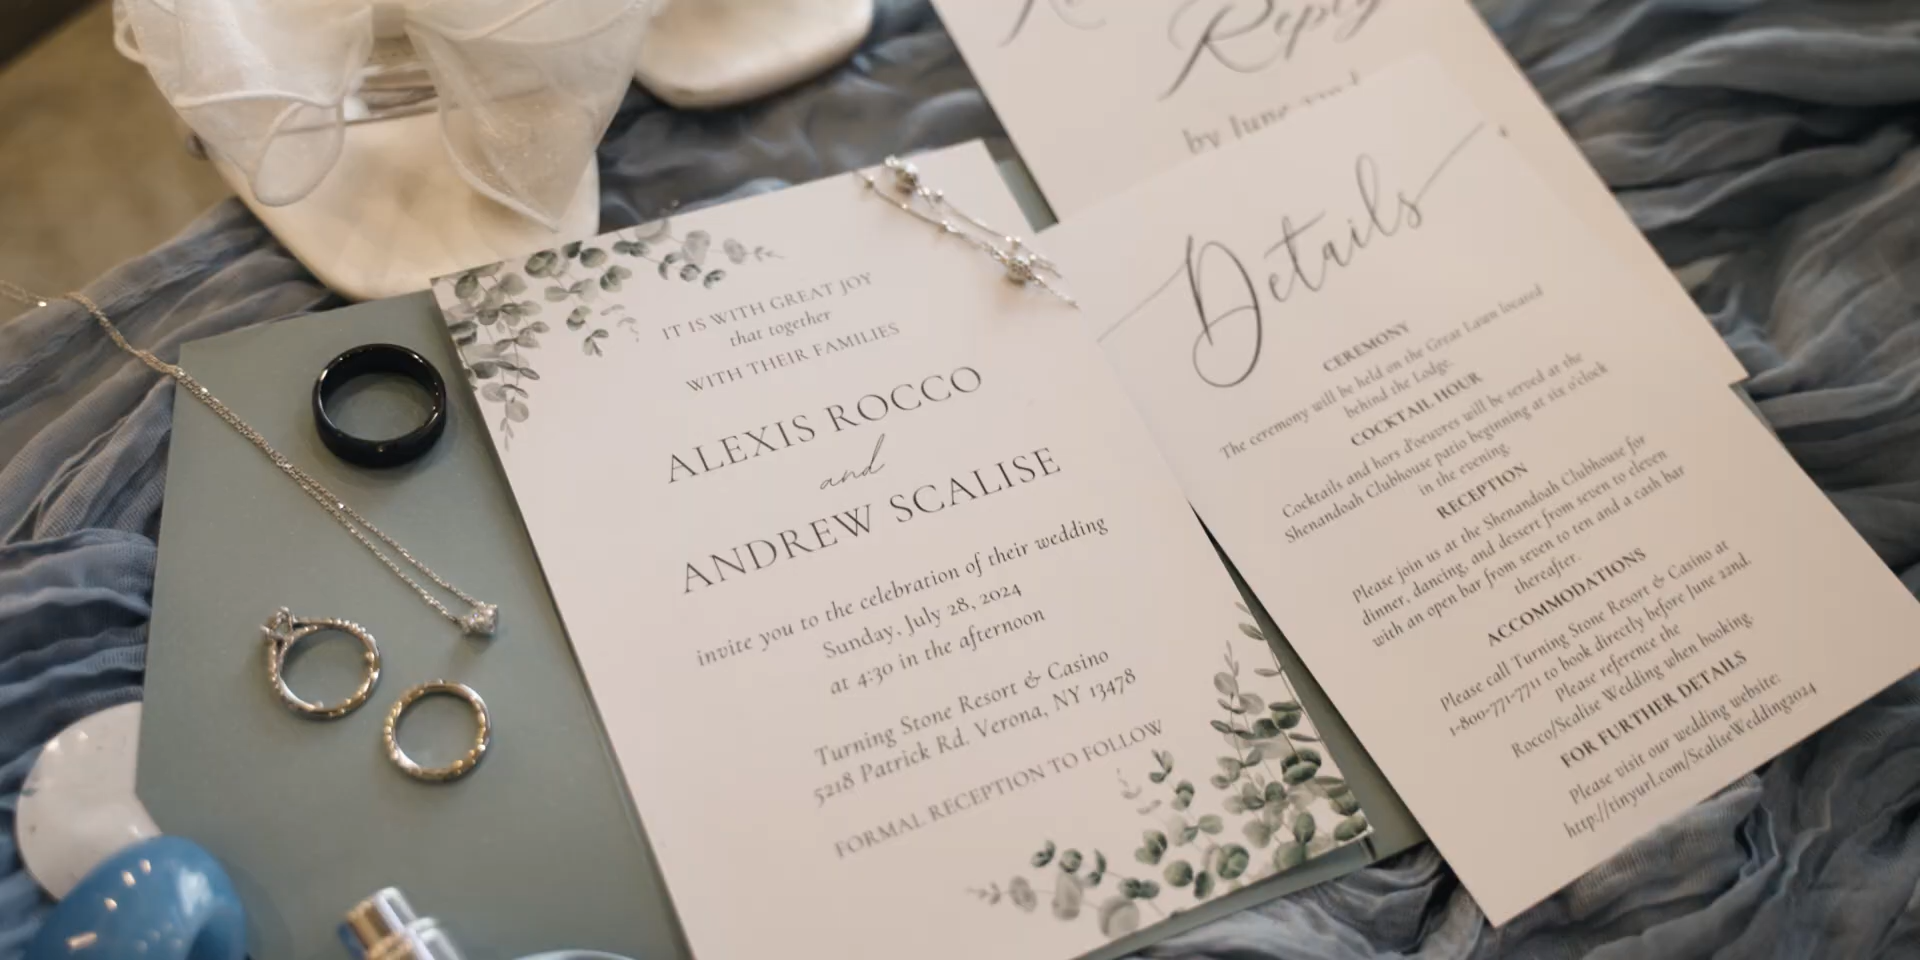 IT IS WITH GREAT JOY
that together
WITH THEIR FAMILIES
ALEXIS ROCCO
and
ANDREW SCALISE
invite you to the celebration of their wedding
Sunday, July 28, 2024
at 4:30 in the afternoon
Turning Stone Resort & Casino
5218 Patrick Rd. Verona, NY 13478
FORMAL RECEPTION TO FOLLOW
Reply
by June
Details
CEREMONY
The ceremony will be held on the Great Lawn located
behind the Lodge.
COCKTAIL HOUR
Cocktails and hors d'oeuvres will be served at the
Shenandoah Clubhouse patio beginning at six o'clock
in the evening.
RECEPTION
Please join us at the Shenandoah Clubhouse for
dinner, dancing, and dessert from seven to eleven
with an open bar from seven to ten and a cash bar
thereafter.
ACCOMMODATIONS
Please call Turning Stone Resort & Casino at
1-800-771-7711 to book directly before June 22nd.
Please reference the
Rocco/Scalise Wedding when booking.
FOR FURTHER DETAILS
Please visit our wedding website:
http://tinyurl.com/ScaliseWedding2024